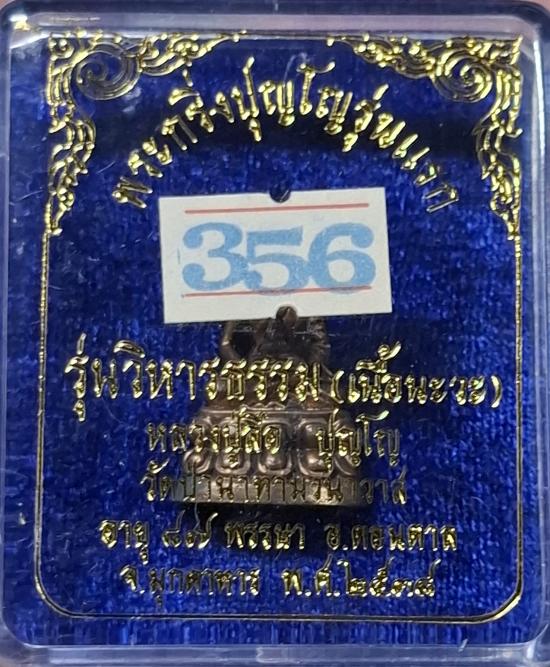 พระกริ่งปุญโญรุ่นแรก
356
รุ่นวิหารธรรม(เนื้อนะวะ)
หลวงปู่สือ ปุญโญ
วัดป่านาทามวนาวาส
อายุ ๘๗ พรรษา อ.ดอนตาล
จ.มุกดาหาร พ.ศ.๒๕๓๘